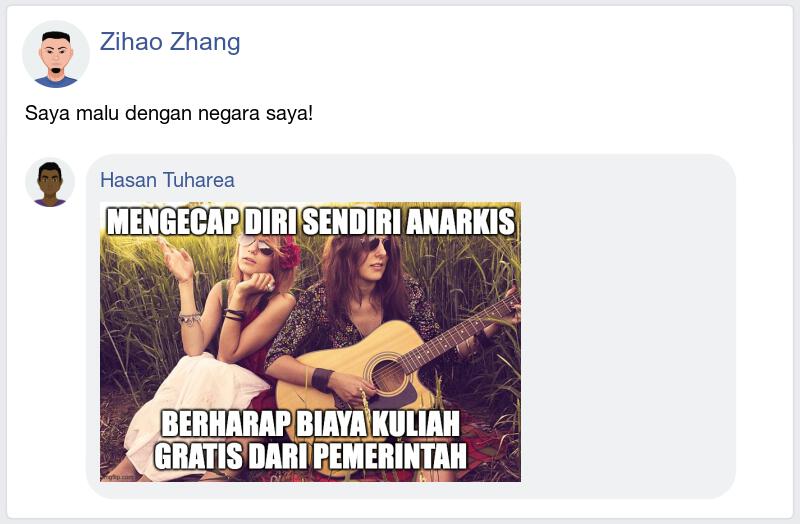 Zihao Zhang
Saya malu dengan negara saya!
Hasan Tuharea
MENGECAP DIRI SENDIRI ANARKIS
BERHARAP BIAYA KULIAH
GRATIS DARI PEMERINTAH
imgflip.com